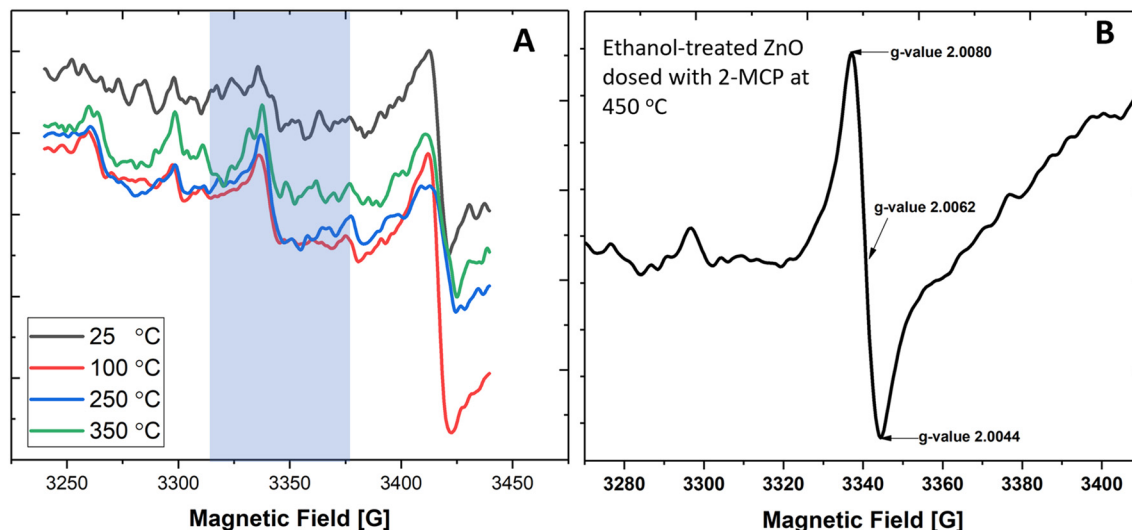 A
25 °C
100 °C
250 °C
350 °C
3250
3300
3350
3400
3450
Magnetic Field [G]
B
Ethanol-treated ZnO
dosed with 2-MCP at
450 °C
g-value 2.0080
g-value 2.0062
g-value 2.0044
3280
3300
3320
3340
3360
3380
3400
Magnetic Field [G]